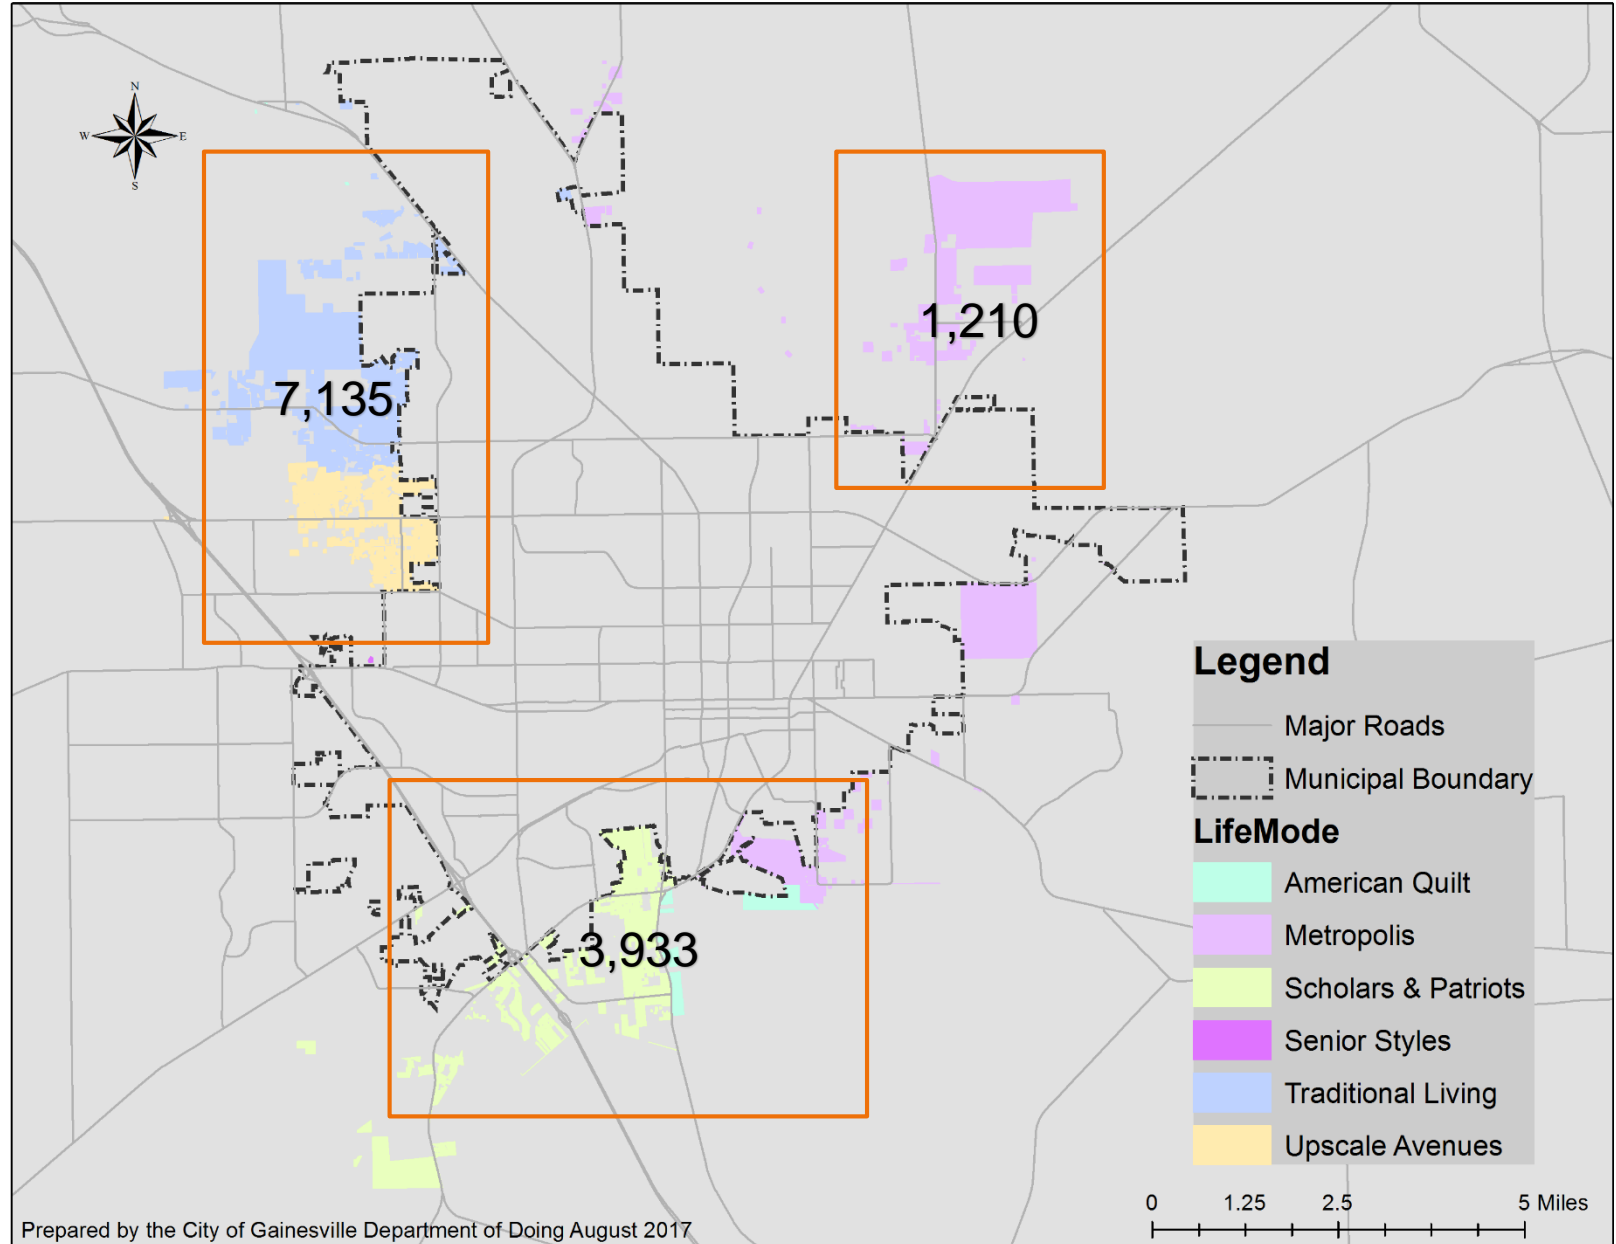 N
W E
S
1,210
7,135
3,933
Legend
Major Roads
Municipal Boundary
LifeMode
American Quilt
Metropolis
Scholars & Patriots
Senior Styles
Traditional Living
Upscale Avenues
0 1.25 2.5 5 Miles
Prepared by the City of Gainesville Department of Doing August 2017